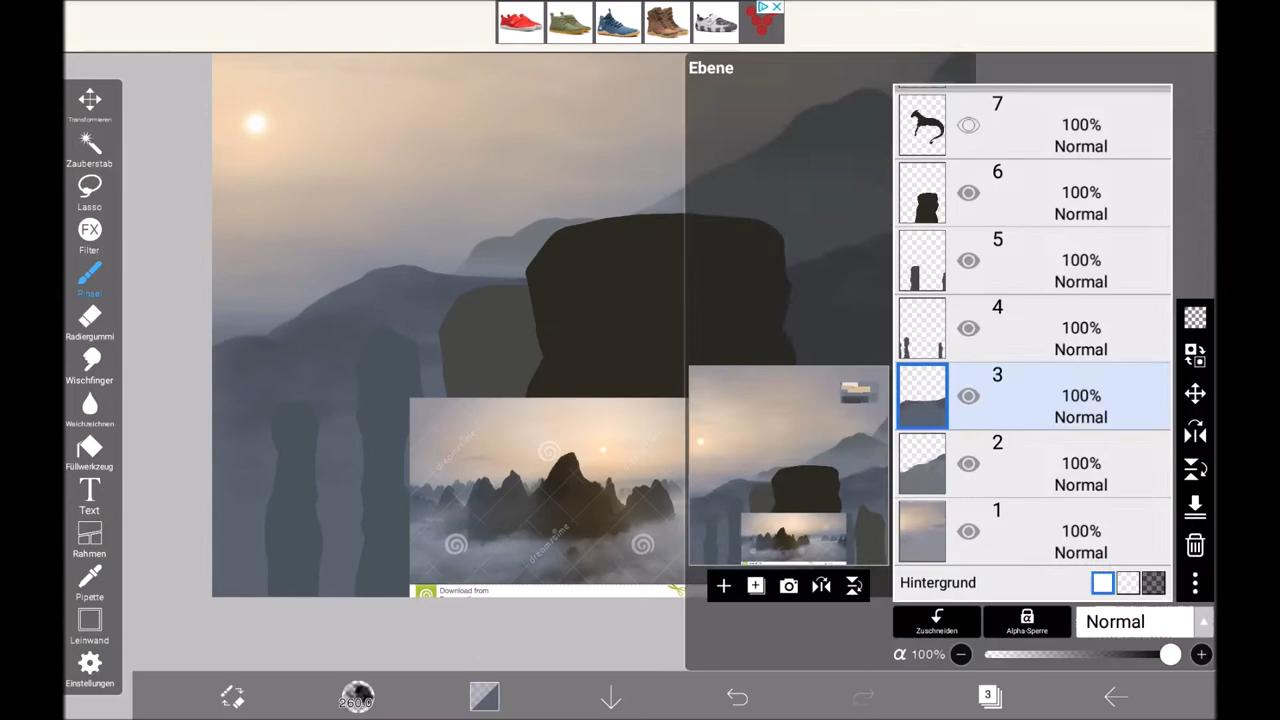 Ebene
Transformieren
Zauberstab
Lasso
FX
Filter
Pinsel
Radiergummi
Wischfinger
Weichzeichnen
Füllwerkzeug
T
Text
Rahmen
Pipette
Leinwand
Einstellungen
7
100%
Normal
6
100%
Normal
5
100%
Normal
4
100%
Normal
3
100%
Normal
2
100%
Normal
1
100%
Normal
Hintergrund
Zuschneiden
Alpha-Sperre
Normal
α 100%
dreamstime
Download from
260.0
3